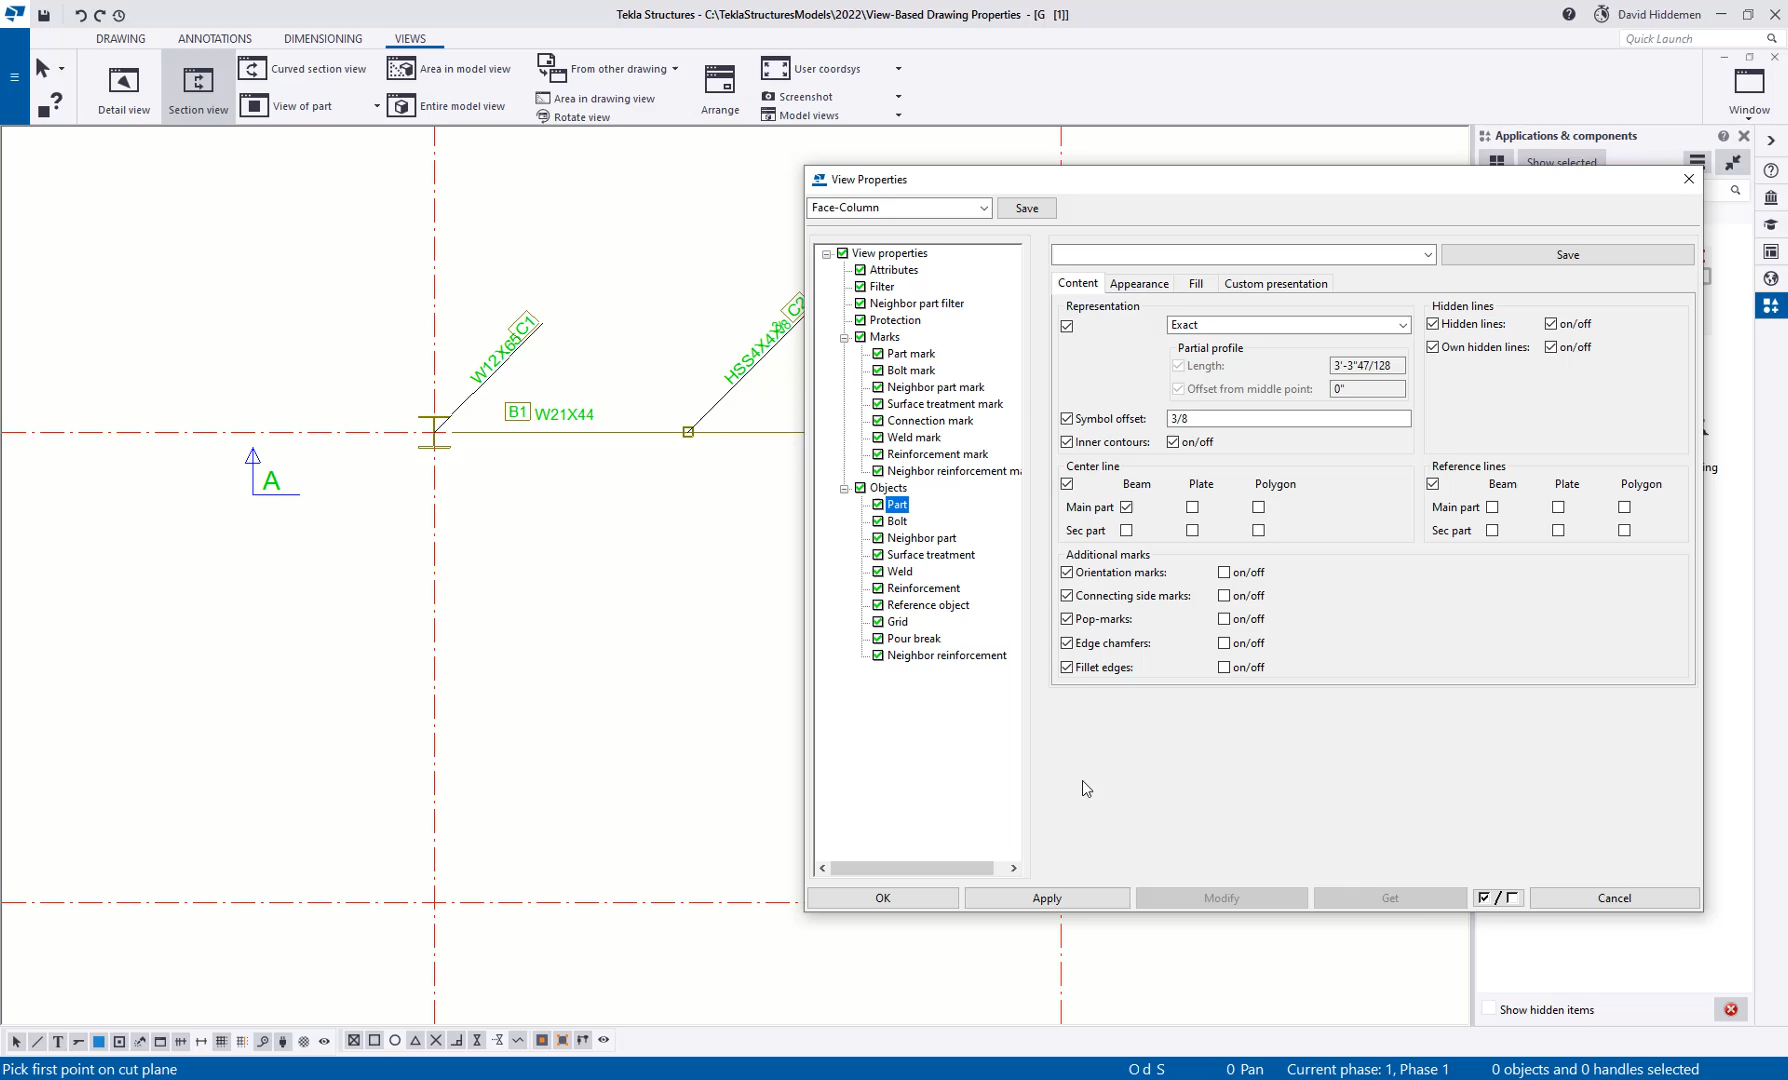 Tekla Structures - C:\TeklaStructuresModels\2022\View-Based Drawing Properties - [G [1]]
David Hiddemen
DRAWING
ANNOTATIONS
DIMENSIONING
VIEWS
Quick Launch
Detail view
Section view
Curved section view
View of part
Area in model view
Entire model view
From other drawing
Area in drawing view
Rotate view
Arrange
User coordsys
Screenshot
Model views
Window
Applications & components
Show selected
W12X65 C1
HSS4X4X
C2
B1 W21X44
A
View Properties
Face-Column
Save
View properties
Attributes
Filter
Neighbor part filter
Protection
Marks
Part mark
Bolt mark
Neighbor part mark
Surface treatment mark
Connection mark
Weld mark
Reinforcement mark
Neighbor reinforcement ma
Objects
Part
Bolt
Neighbor part
Surface treatment
Weld
Reinforcement
Reference object
Grid
Pour break
Neighbor reinforcement
Save
Content
Appearance
Fill
Custom presentation
Representation
Exact
Partial profile
Length: 3'-3"47/128
Offset from middle point: 0"
Symbol offset: 3/8
Inner contours: on/off
Hidden lines
Hidden lines: on/off
Own hidden lines: on/off
Center line
Beam Plate Polygon
Main part
Sec part
Reference lines
Beam Plate Polygon
Main part
Sec part
Additional marks
Orientation marks: on/off
Connecting side marks: on/off
Pop-marks: on/off
Edge chamfers: on/off
Fillet edges: on/off
OK
Apply
Modify
Get
Cancel
ng
Show hidden items
Pick first point on cut plane
O d S
0 Pan
Current phase: 1, Phase 1
0 objects and 0 handles selected